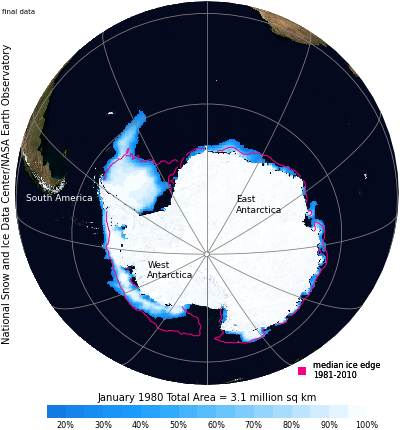 final data
National Snow and Ice Data Center/NASA Earth Observatory
South America
East
Antarctica
West
Antarctica
median ice edge
1981-2010
January 1980 Total Area = 3.1 million sq km
20% 30% 40% 50% 60% 70% 80% 90% 100%